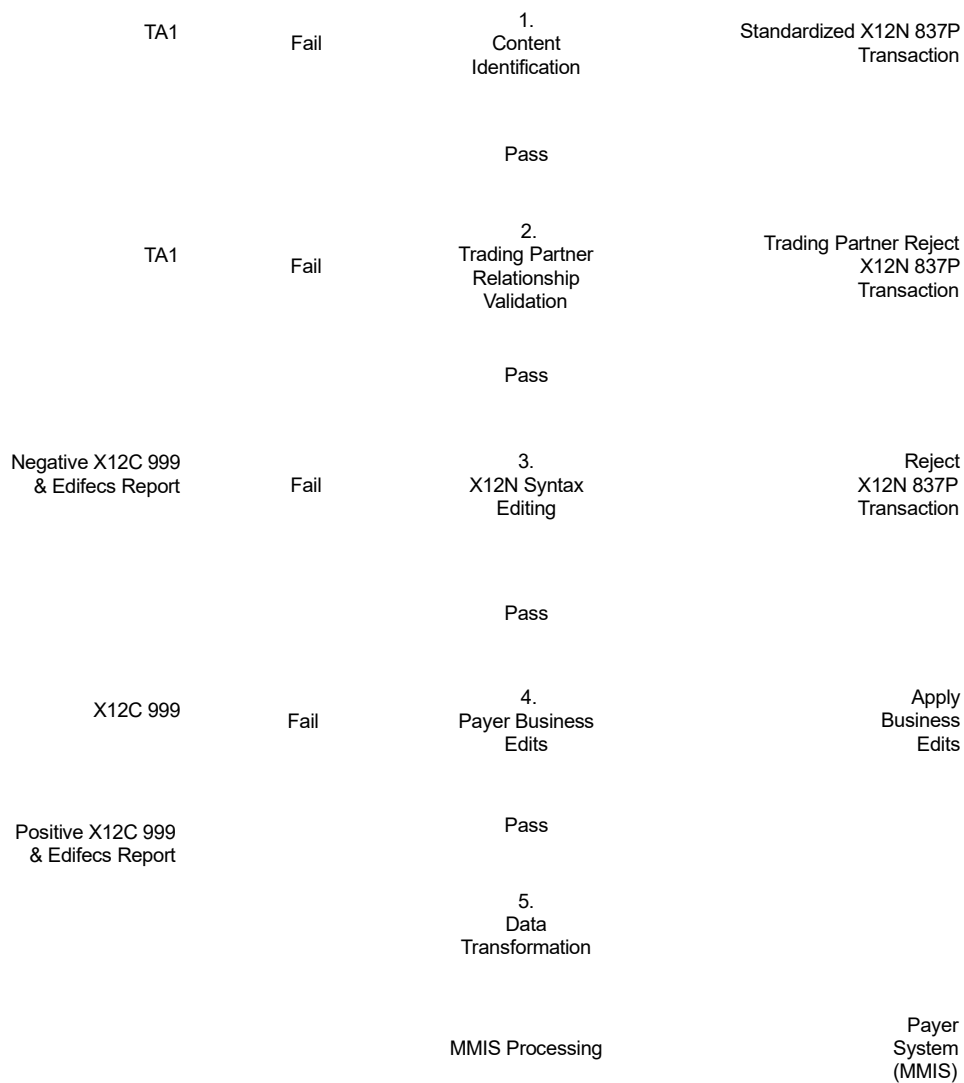 TA1
Fail
1.
Content
Identification
Standardized X12N 837P
Transaction
Pass
TA1
Fail
2.
Trading Partner
Relationship
Validation
Trading Partner Reject
X12N 837P
Transaction
Pass
Negative X12C 999
& Edifecs Report
Fail
3.
X12N Syntax
Editing
Reject
X12N 837P
Transaction
Pass
X12C 999
Fail
4.
Payer Business
Edits
Apply
Business
Edits
Positive X12C 999
& Edifecs Report
Pass
5.
Data
Transformation
MMIS Processing
Payer
System
(MMIS)